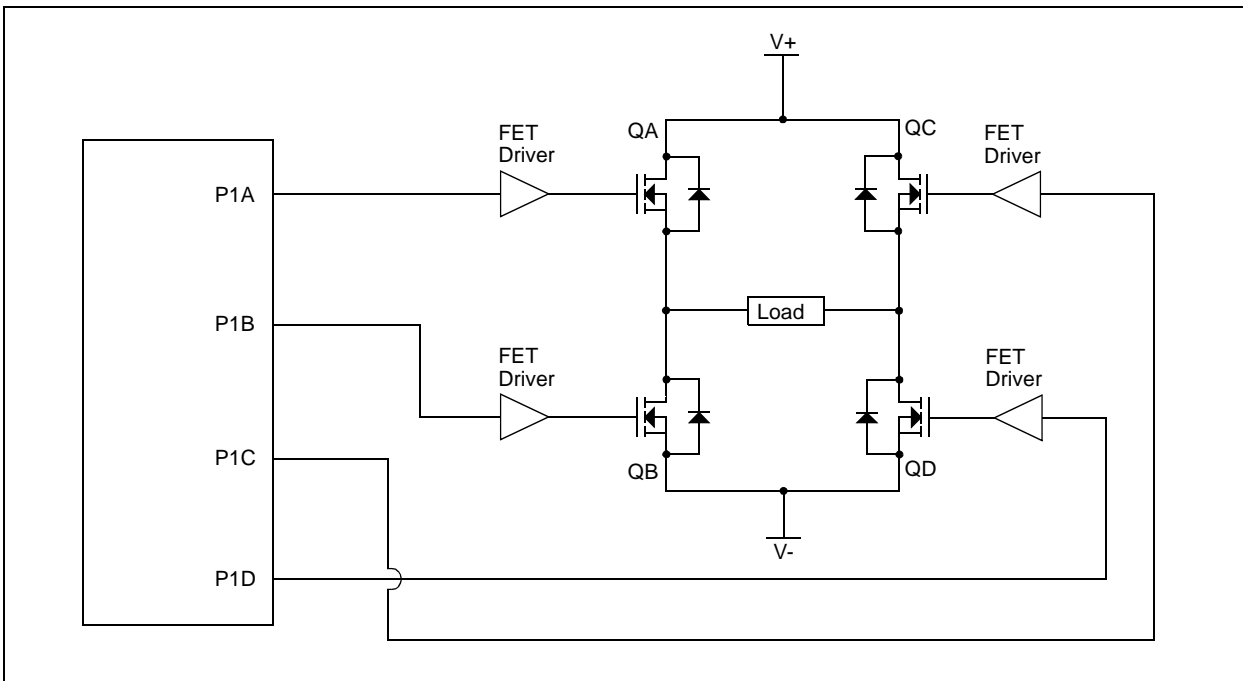 V+
FET
Driver
QA
QC
FET
Driver
P1A
Load
P1B
FET
Driver
FET
Driver
P1C
QB
QD
V-
P1D